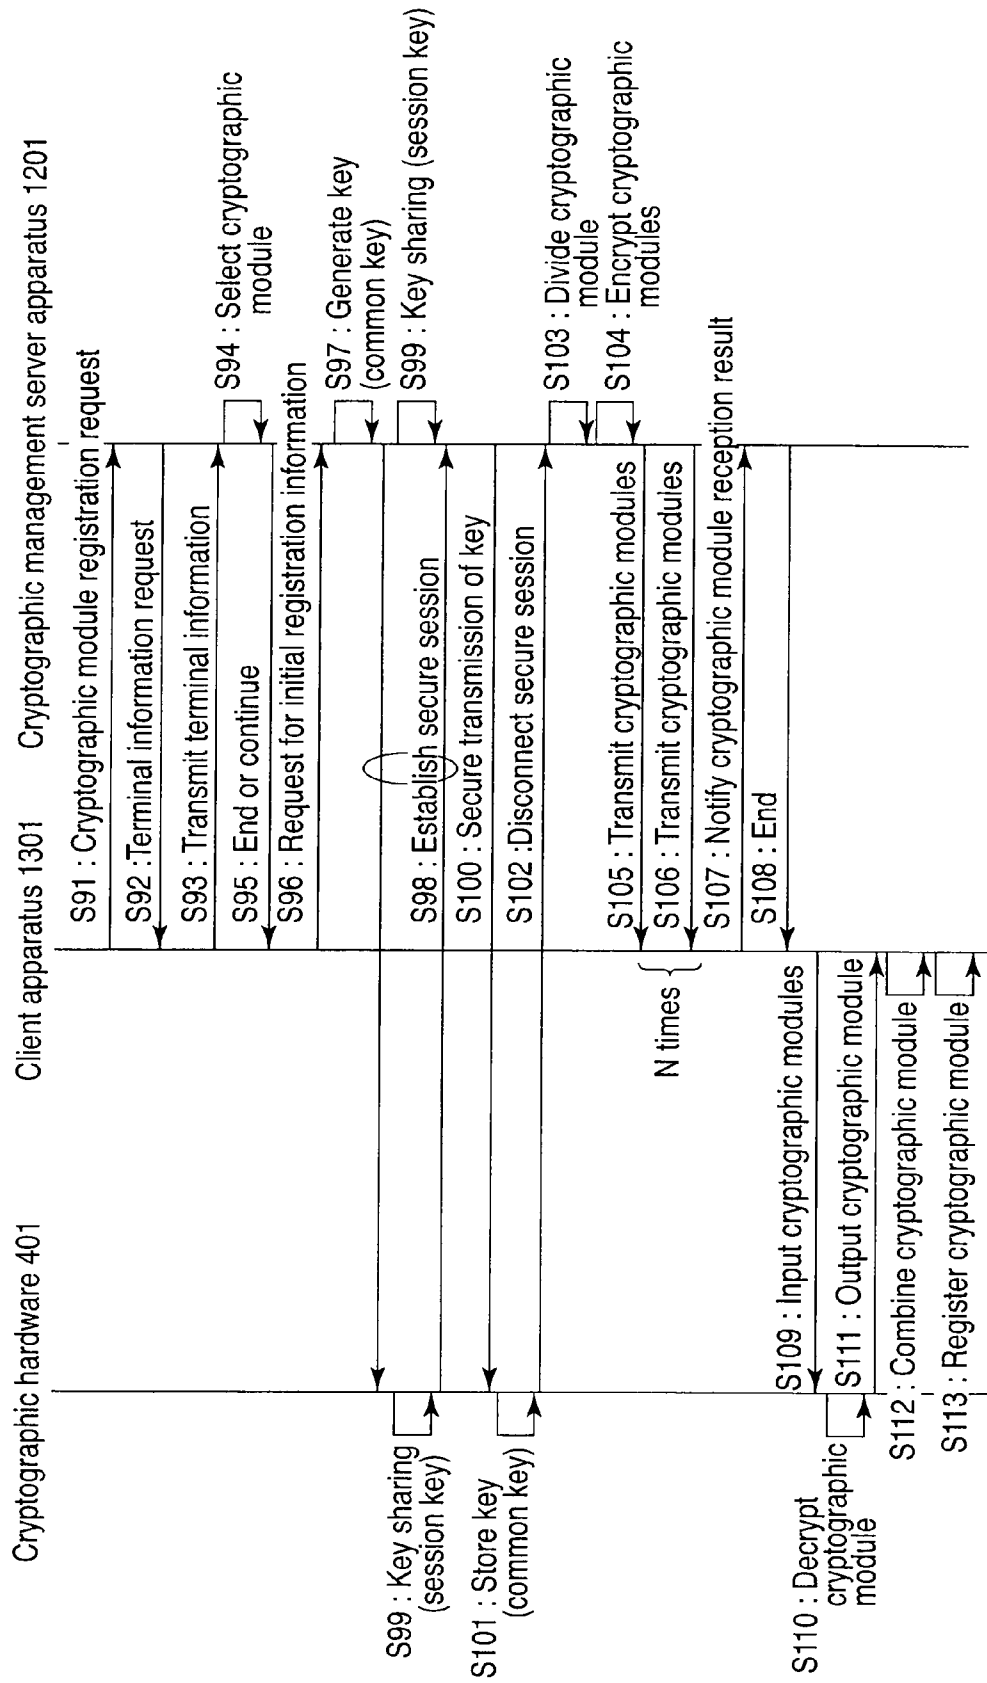 Cryptographic hardware 401
Client apparatus 1301
Cryptographic management server apparatus 1201
S91 : Cryptographic module registration request
S92 :Terminal information request
S93 : Transmit terminal information
S94 : Select cryptographic
module
S95 : End or continue
S96 : Request for initial registration information
S97 : Generate key
(common key)
S98 : Establish secure session
S99 : Key sharing (session key)
S99 : Key sharing
(session key)
S100 : Secure transmission of key
S101 : Store key
(common key)
S102 :Disconnect secure session
S103 : Divide cryptographic
module
S104 : Encrypt cryptographic
modules
S105 : Transmit cryptographic modules
S106 : Transmit cryptographic modules
N times
S107 : Notify cryptographic module reception result
S108 : End
S109 : Input cryptographic modules
S110 : Decrypt
cryptographic
module
S111 : Output cryptographic module
S112 : Combine cryptographic module
S113 : Register cryptographic module